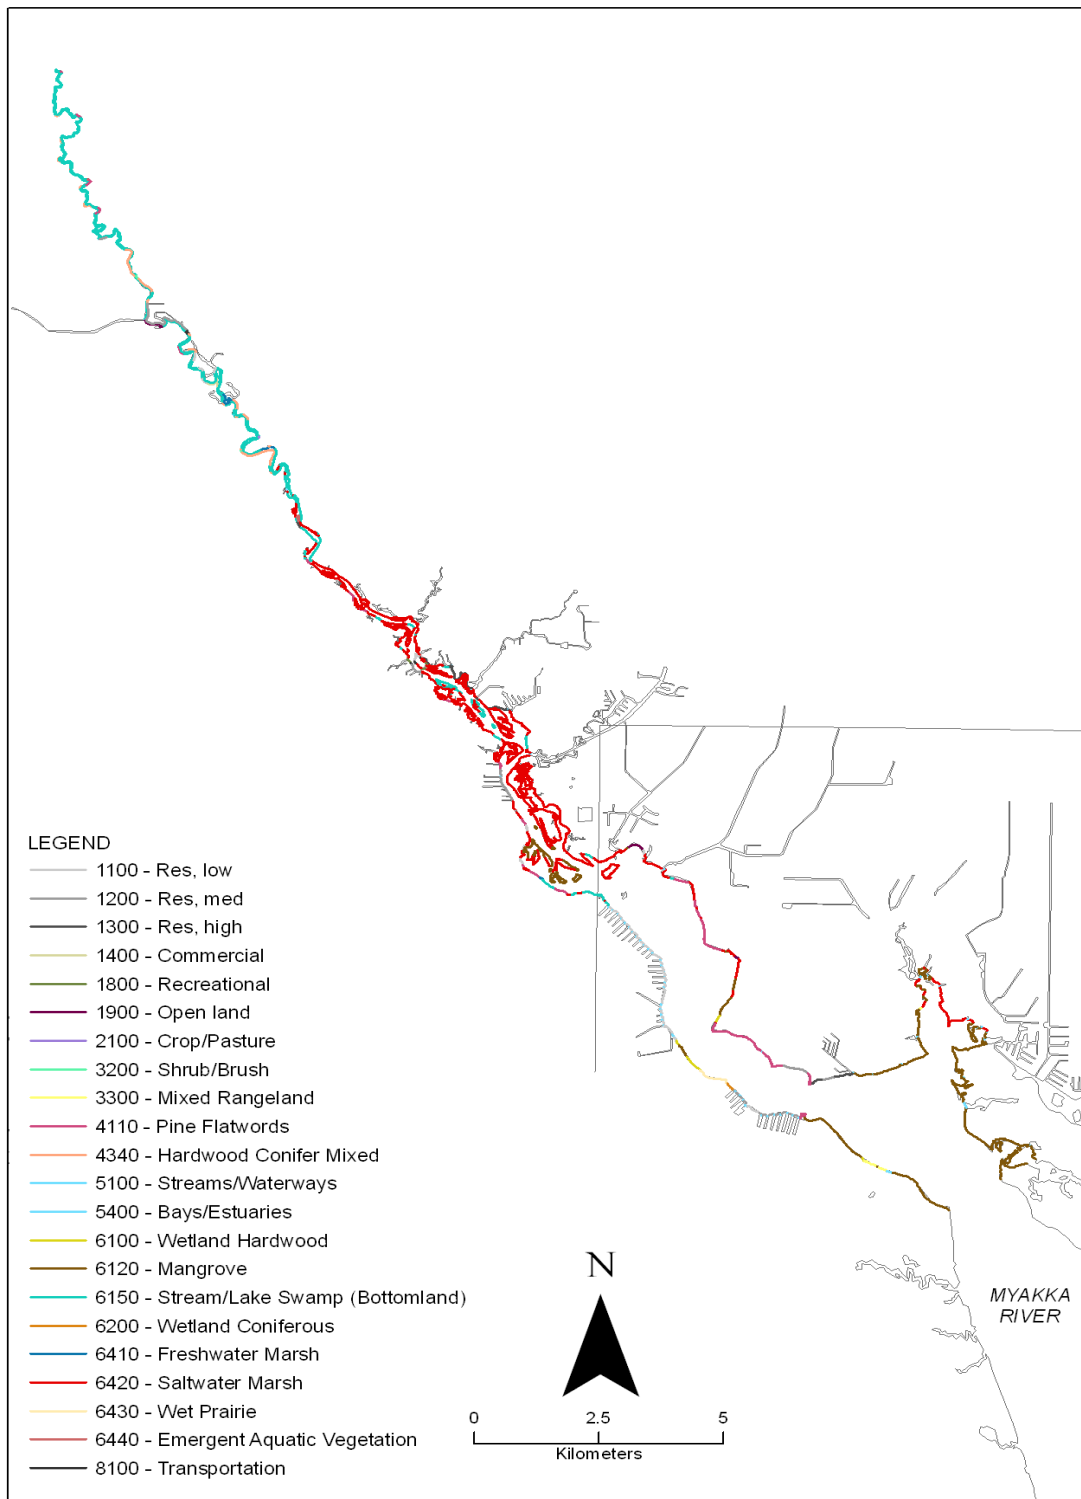 LEGEND
1100 - Res, low
1200 - Res, med
1300 - Res, high
1400 - Commercial
1800 - Recreational
1900 - Open land
2100 - Crop/Pasture
3200 - Shrub/Brush
3300 - Mixed Rangeland
4110 - Pine Flatwords
4340 - Hardwood Conifer Mixed
5100 - Streams/Waterways
5400 - Bays/Estuaries
6100 - Wetland Hardwood
6120 - Mangrove
6150 - Stream/Lake Swamp (Bottomland)
6200 - Wetland Coniferous
6410 - Freshwater Marsh
6420 - Saltwater Marsh
6430 - Wet Prairie
6440 - Emergent Aquatic Vegetation
8100 - Transportation
N
0 2.5 5
Kilometers
MYAKKA
RIVER